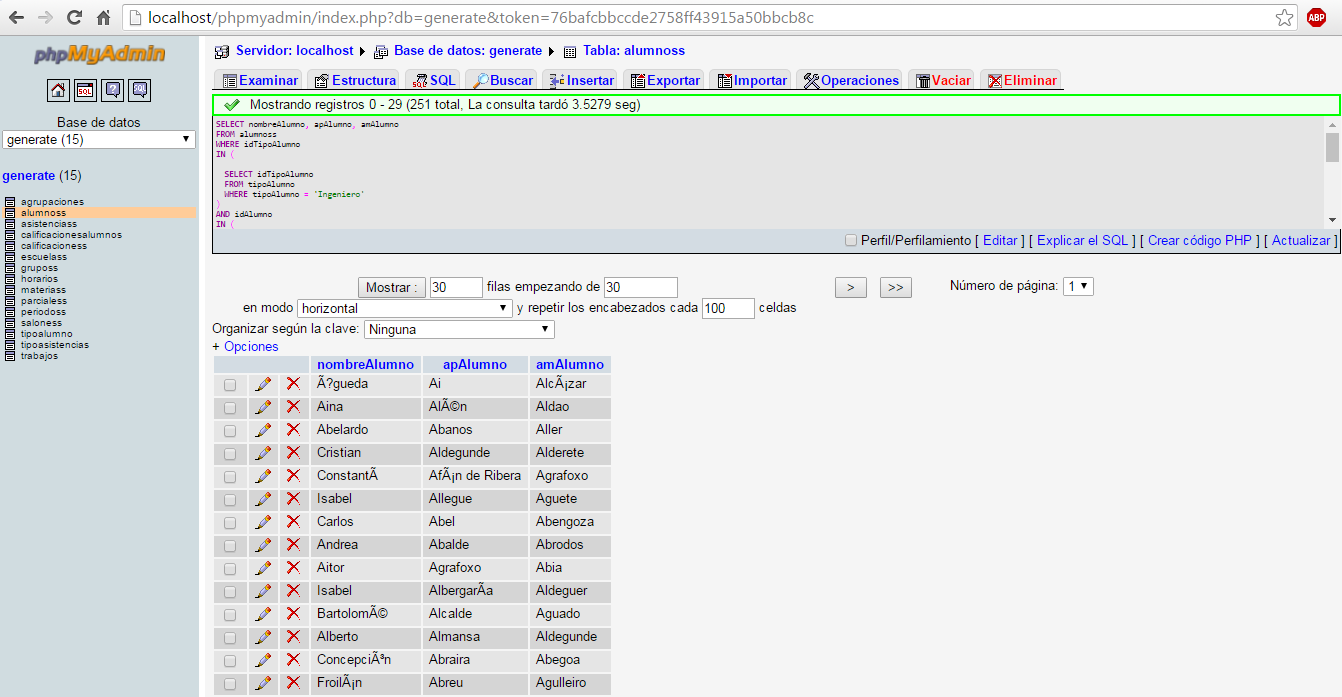 localhost/phpmyadmin/index.php?db=generate&token=76bafcbbccde2758ff43915a50bbcb8c
ABP
phpMyAdmin
SQL
SQL
Base de datos
generate (15)
generate (15)
agrupaciones
alumnoss
asistenciass
calificacionesalumnos
calificacioness
escuelass
gruposs
horarios
materiass
parcialess
periodoss
saloness
tipoalumno
tipoasistencias
trabajos
Servidor: localhost Base de datos: generate Tabla: alumnoss
Examinar Estructura SQL Buscar Insertar Exportar Importar Operaciones Vaciar Eliminar
Mostrando registros 0 - 29 (251 total, La consulta tardó 3.5279 seg)
SELECT nombreAlumno, apAlumno, amAlumno
FROM alumnoss
WHERE idTipoAlumno
IN (
SELECT idTipoAlumno
FROM tipoAlumno
WHERE tipoAlumno = 'Ingeniero'
)
AND idAlumno
IN (
Perfil/Perfilamiento [ Editar ] [ Explicar el SQL ] [ Crear código PHP ] [ Actualizar ]
Mostrar : 30 filas empezando de 30 > >> Número de página: 1
en modo horizontal y repetir los encabezados cada 100 celdas
Organizar según la clave: Ninguna
+ Opciones
nombreAlumno apAlumno amAlumno
Ã?gueda Ai AlcÃ¡zar
Aina AlÃ©n Aldao
Abelardo Abanos Aller
Cristian Aldegunde Alderete
ConstantÃ AfÃ¡n de Ribera Agrafoxo
Isabel Allegue Aguete
Carlos Abel Abengoza
Andrea Abalde Abrodos
Aitor Agrafoxo Abia
Isabel AlbergarÃa Aldeguer
BartolomÃ© Alcalde Aguado
Alberto Almansa Aldegunde
ConcepciÃ³n Abraira Abegoa
FroilÃ¡n Abreu Agulleiro